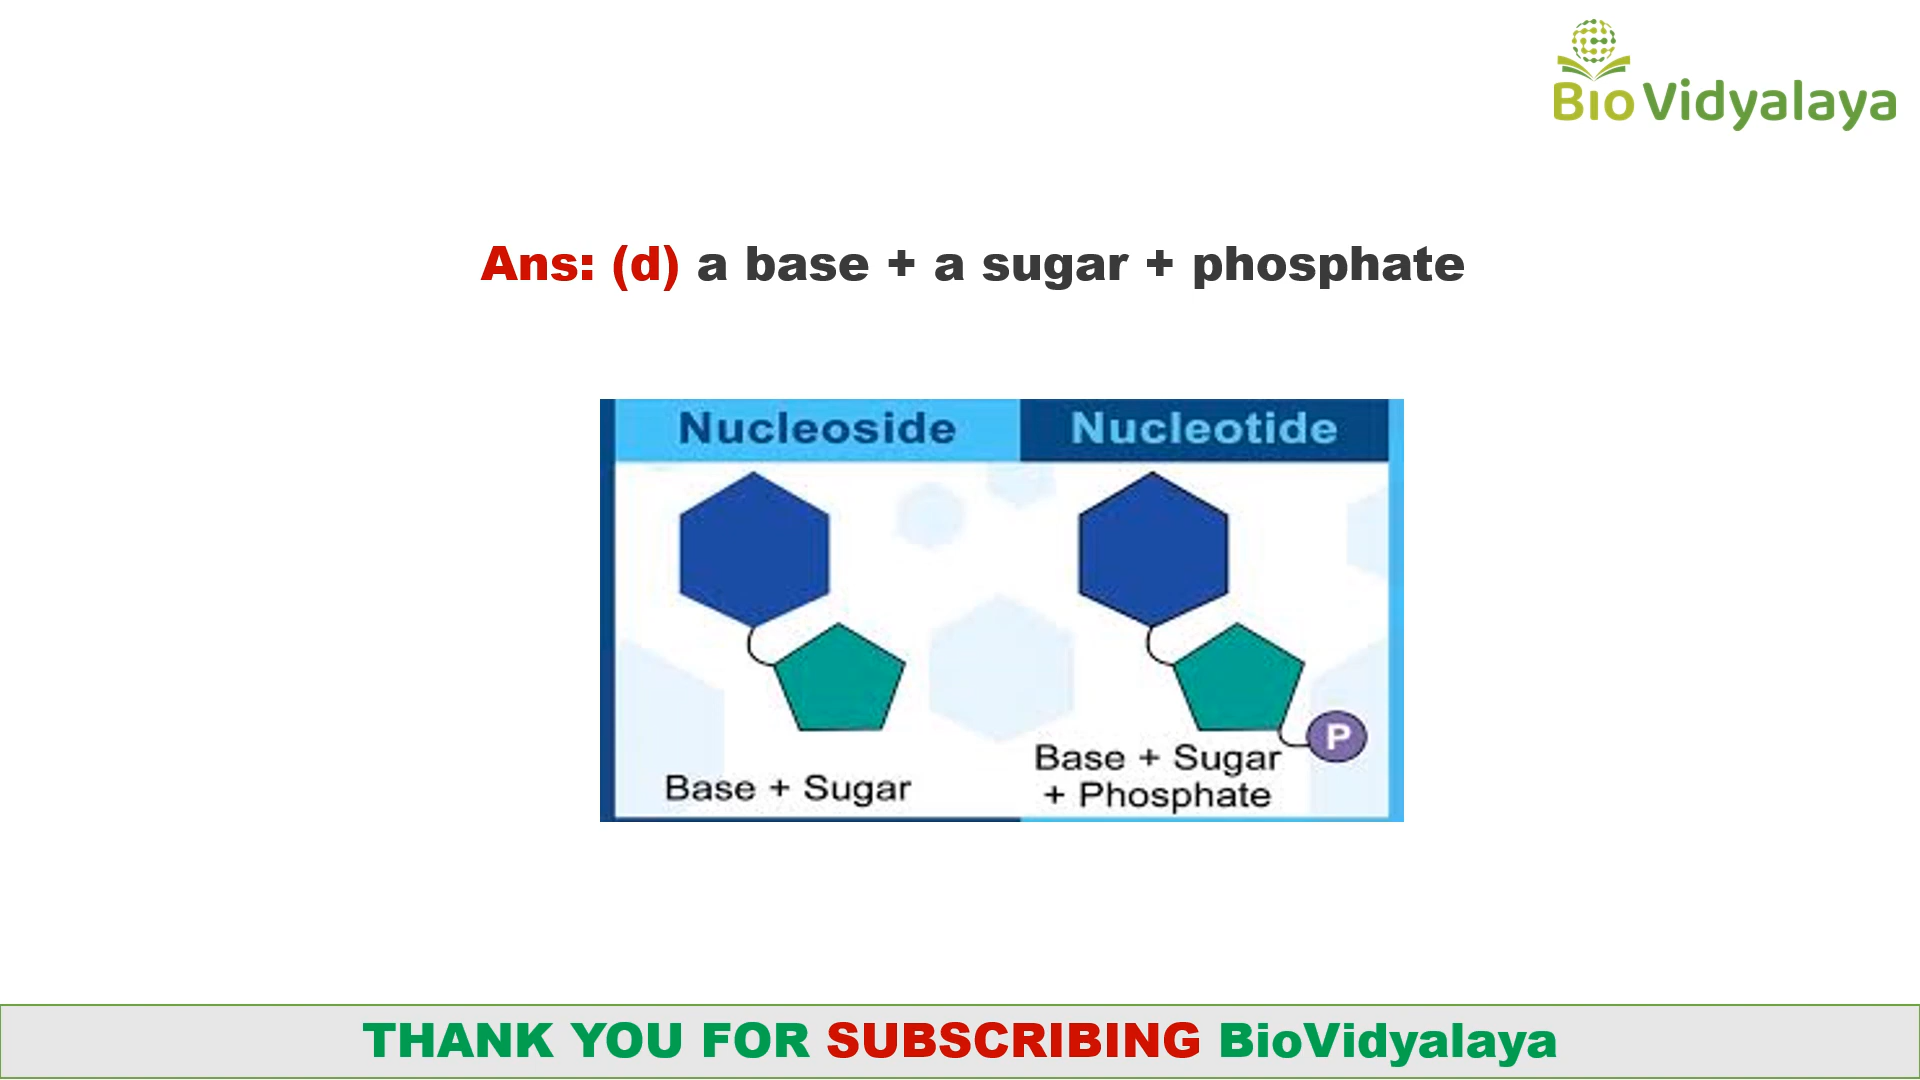 BioVidyalaya
Ans: (d) a base + a sugar + phosphate
Nucleoside
Nucleotide
P
Base + Sugar
Base + Sugar
+ Phosphate
THANK YOU FOR SUBSCRIBING BioVidyalaya